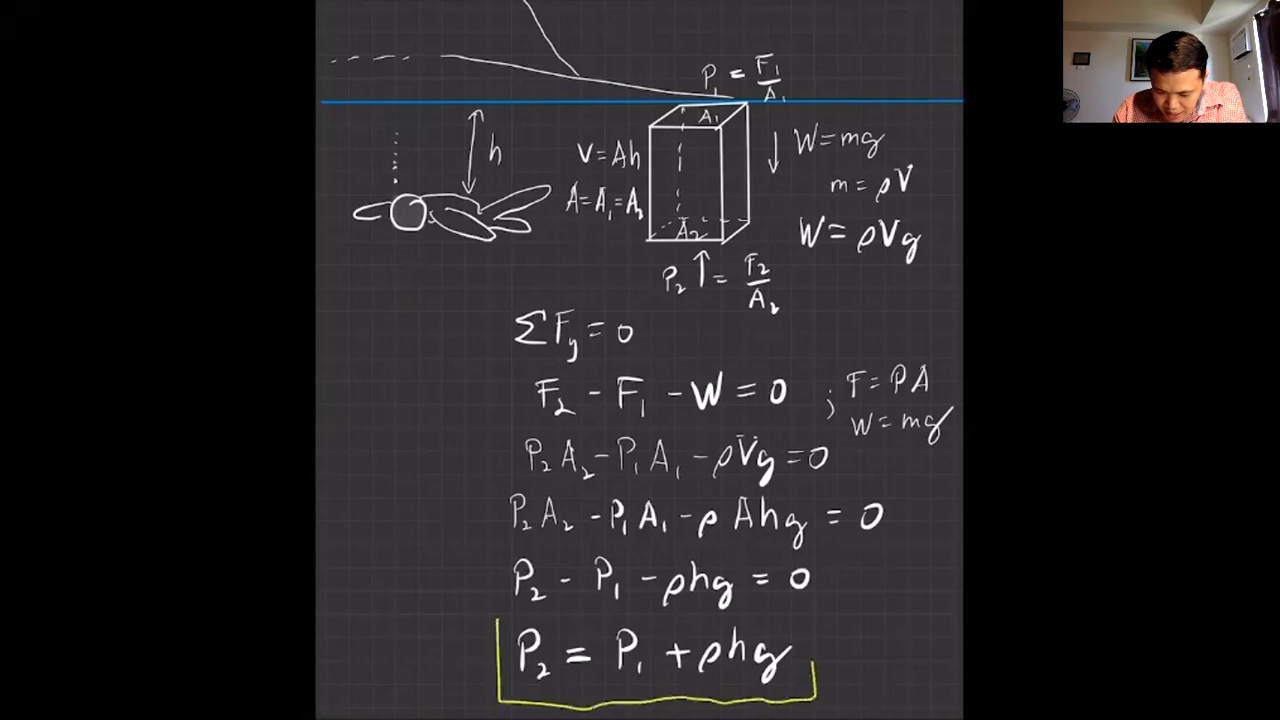 P₁ = F₁/A₁
A₁
h
V = Ah
W = mg
m = ρV
A = A₁ = A₂
A₂
W = ρVg
P₂ = F₂/A₂
ΣFy = 0
F₂ - F₁ - W = 0 ; F = PA
W = mg
P₂A₂ - P₁A₁ - ρVg = 0
P₂A₂ - P₁A₁ - ρAhg = 0
P₂ - P₁ - ρhg = 0
P₂ = P₁ + ρhg